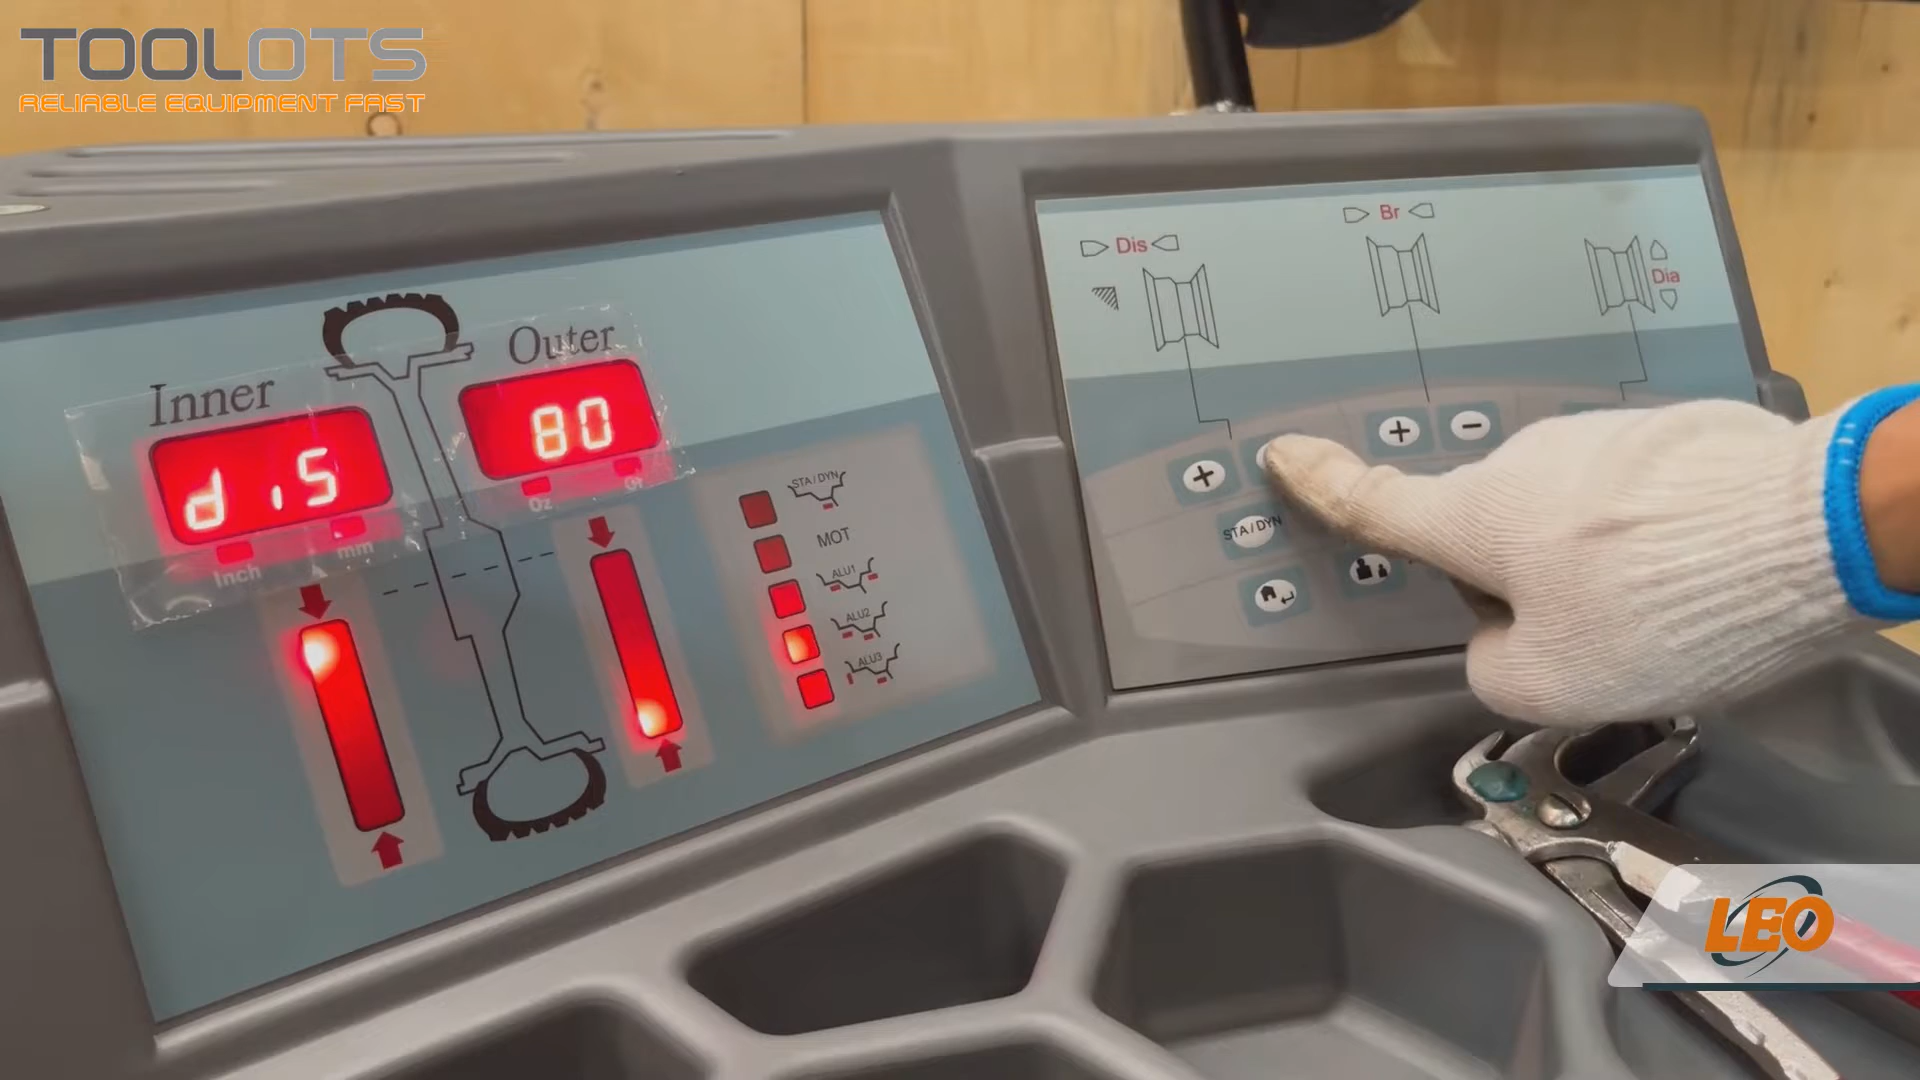 TOOLOTS
RELIABLE EQUIPMENT FAST
Inner
Outer
d iS
80
Inch
mm
Oz
Gr
STA / DYN
MOT
ALU1
ALU2
ALU3
Dis
Br
Dia
+
+
-
STA / DYN
LEO